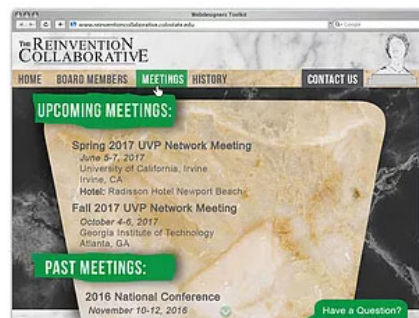 Webdesigners Toolkit
www.reinventioncollaborative.colostate.edu
Google
THE REINVENTION
COLLABORATIVE
HOME BOARD MEMBERS MEETINGS HISTORY CONTACT US
UPCOMING MEETINGS:
Spring 2017 UVP Network Meeting
June 5-7, 2017
University of California, Irvine
Irvine, CA
Hotel: Radisson Hotel Newport Beach
Fall 2017 UVP Network Meeting
October 4-6, 2017
Georgia Institute of Technology
Atlanta, GA
PAST MEETINGS:
2016 National Conference
November 10-12, 2016
Have a Question?